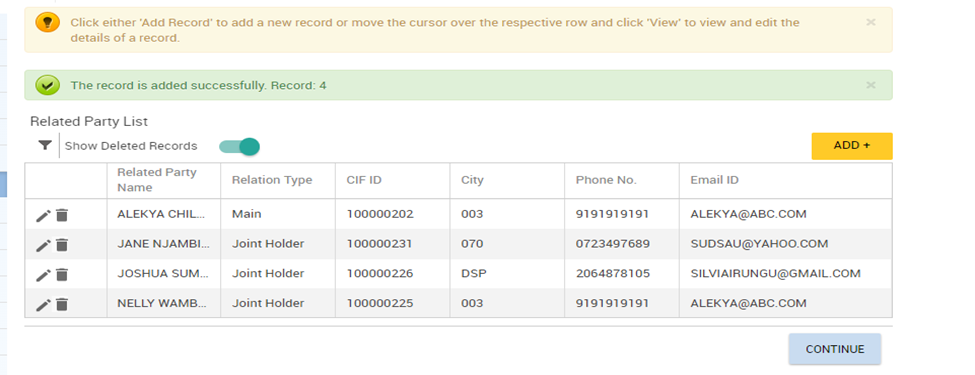 Click either 'Add Record' to add a new record or move the cursor over the respective row and click 'View' to view and edit the
details of a record.
The record is added successfully. Record: 4
Related Party List
Show Deleted Records
ADD +
Related Party Name Relation Type CIF ID City Phone No. Email ID
ALEKYA CHIL... Main 100000202 003 9191919191 ALEKYA@ABC.COM
JANE NJAMBI... Joint Holder 100000231 070 0723497689 SUDSAU@YAHOO.COM
JOSHUA SUM... Joint Holder 100000226 DSP 2064878105 SILVIAIRUNGU@GMAIL.COM
NELLY WAMB... Joint Holder 100000225 003 9191919191 ALEKYA@ABC.COM
CONTINUE